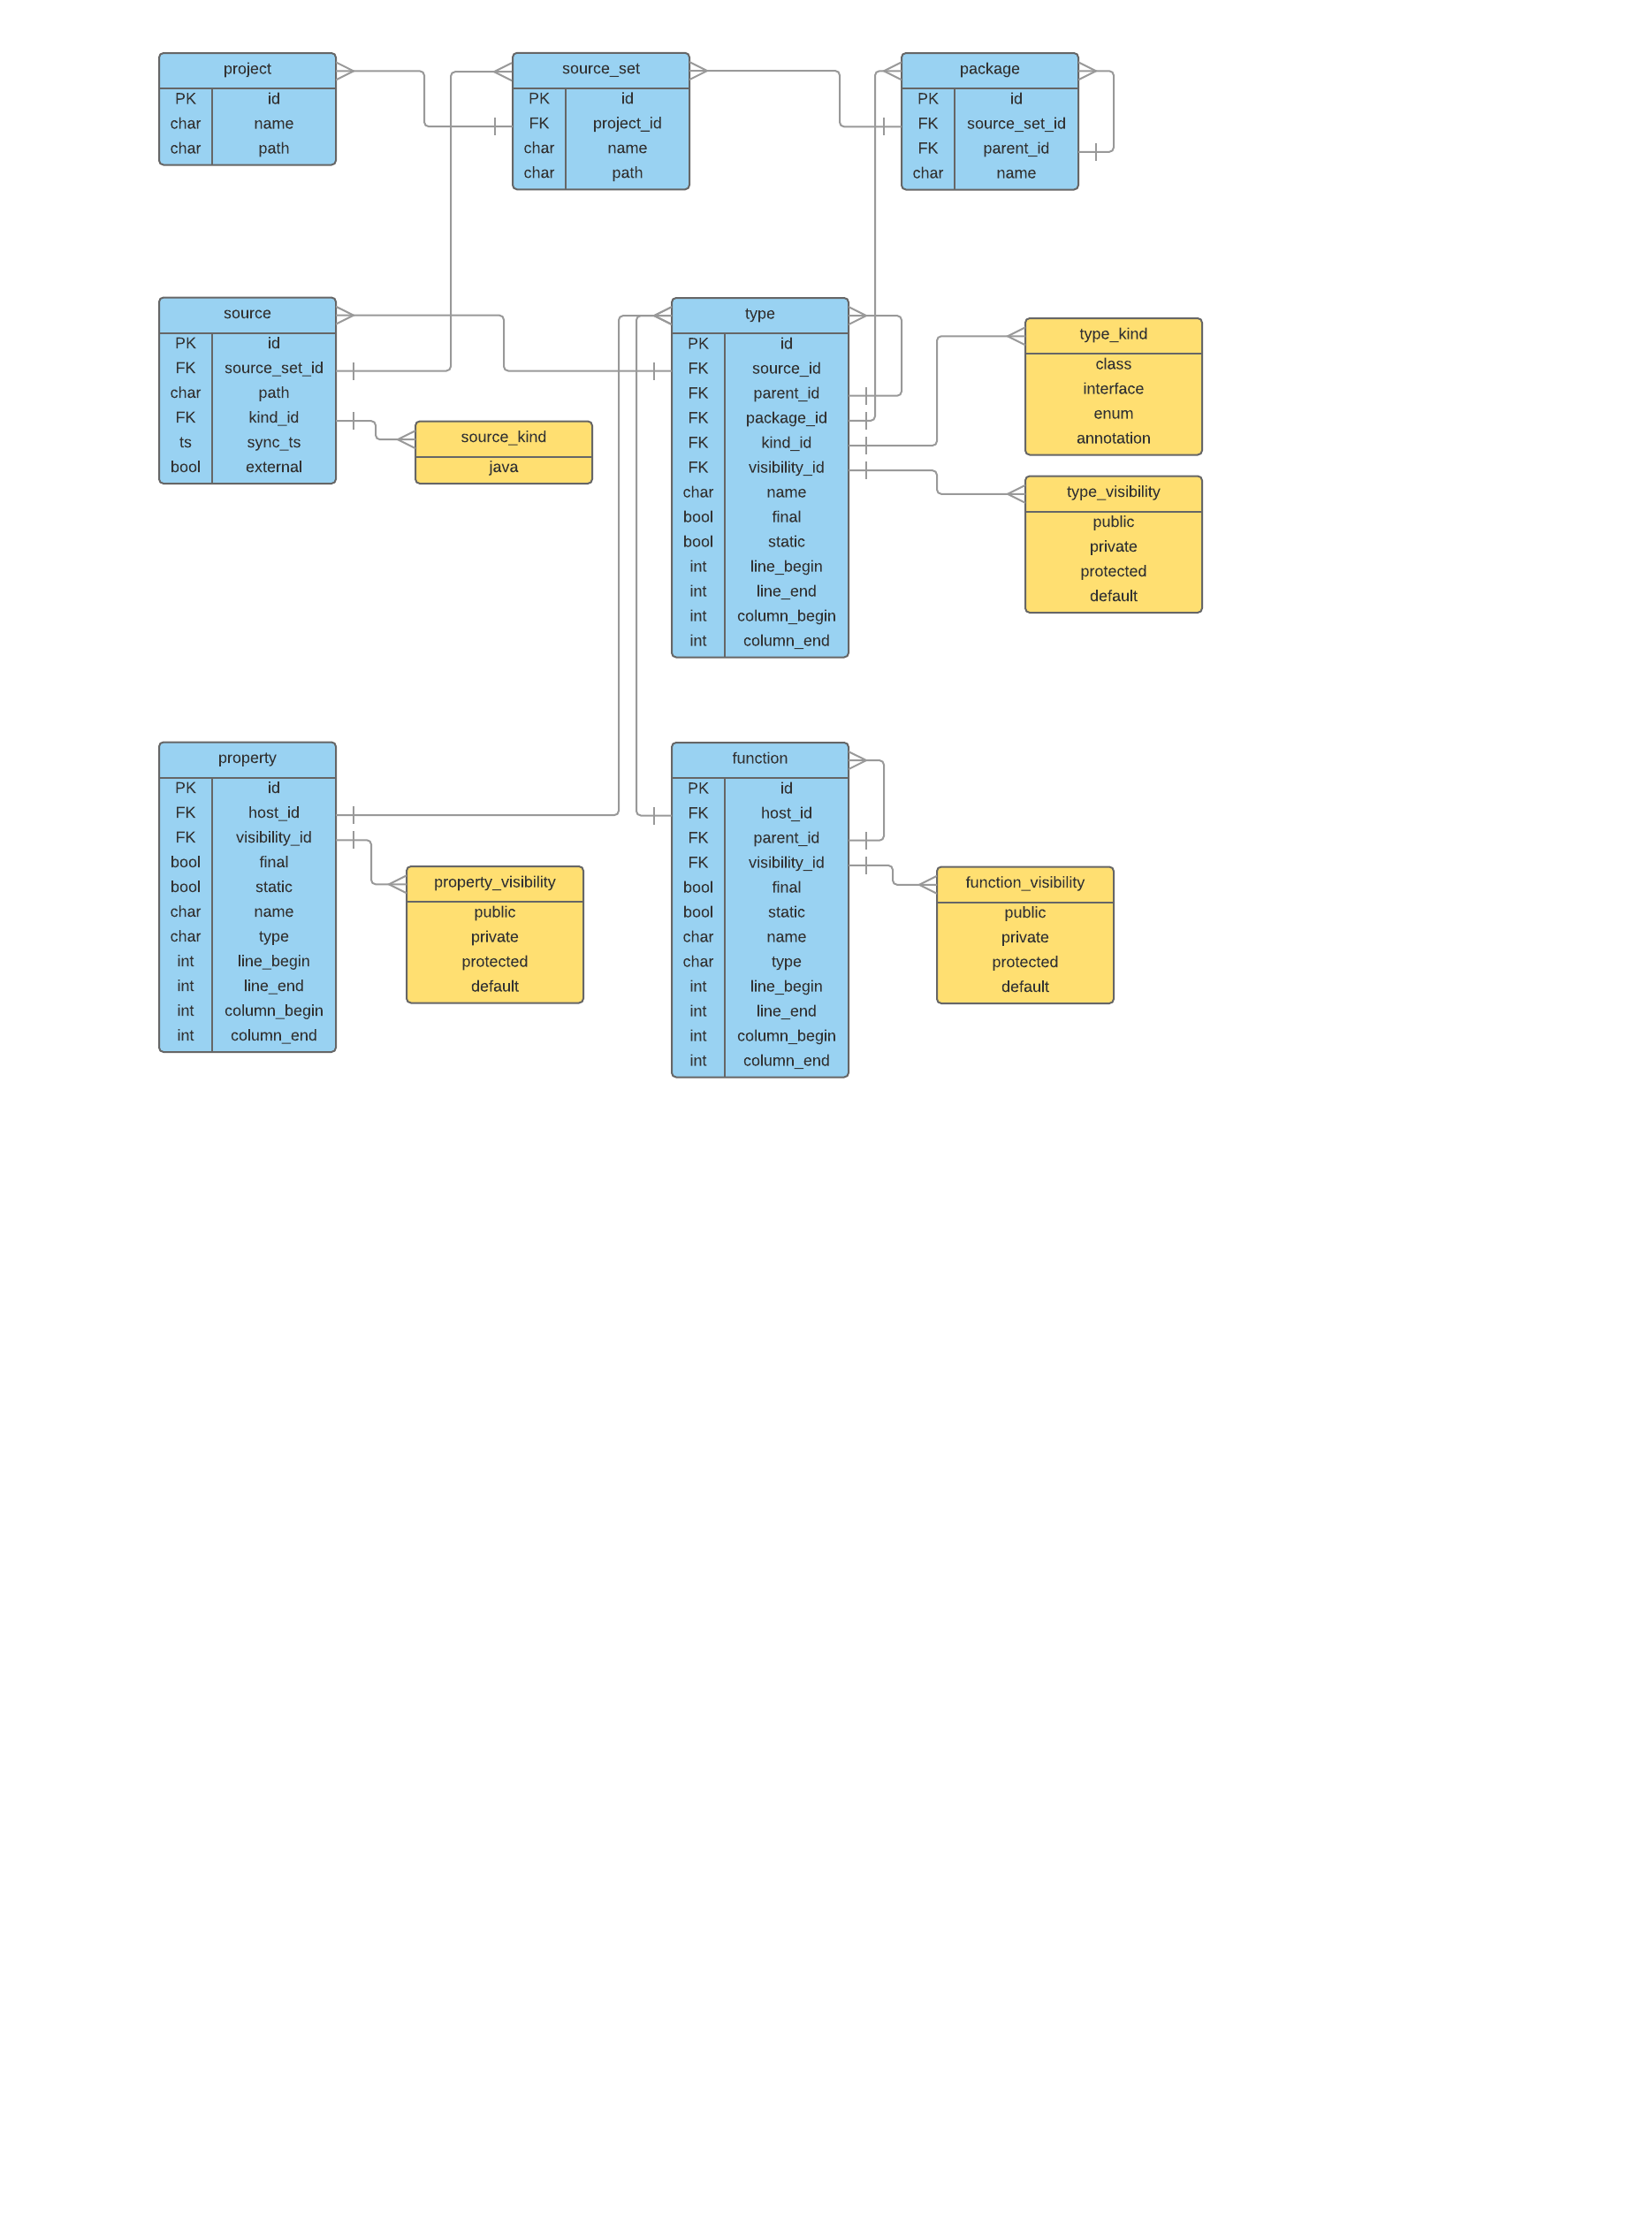 project
PK id
char name
char path
source_set
PK id
FK project_id
char name
char path
package
PK id
FK source_set_id
FK parent_id
char name
source
PK id
FK source_set_id
char path
FK kind_id
ts sync_ts
bool external
source_kind
java
type
PK id
FK source_id
FK parent_id
FK package_id
FK kind_id
FK visibility_id
char name
bool final
bool static
int line_begin
int line_end
int column_begin
int column_end
type_kind
class
interface
enum
annotation
type_visibility
public
private
protected
default
property
PK id
FK host_id
FK visibility_id
bool final
bool static
char name
char type
int line_begin
int line_end
int column_begin
int column_end
property_visibility
public
private
protected
default
function
PK id
FK host_id
FK parent_id
FK visibility_id
bool final
bool static
char name
char type
int line_begin
int line_end
int column_begin
int column_end
function_visibility
public
private
protected
default